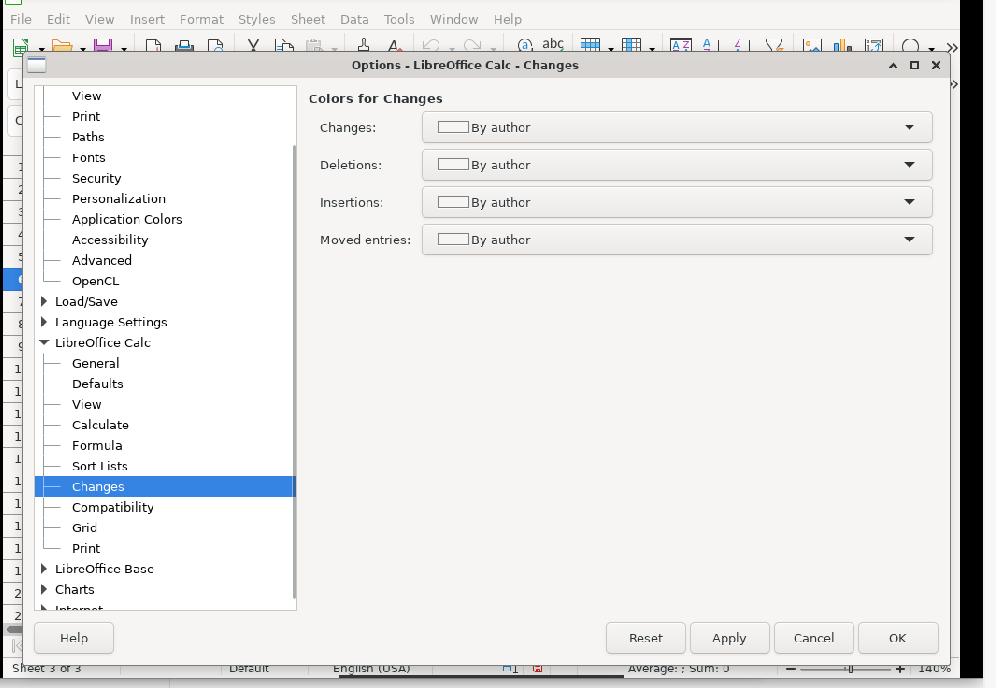 File Edit View Insert Format Styles Sheet Data Tools Window Help
abc
Options - LibreOffice Calc - Changes
View
Print
Paths
Fonts
Security
Personalization
Application Colors
Accessibility
Advanced
OpenCL
Load/Save
Language Settings
LibreOffice Calc
General
Defaults
View
Calculate
Formula
Sort Lists
Changes
Compatibility
Grid
Print
LibreOffice Base
Charts
Internet
Colors for Changes
Changes: By author
Deletions: By author
Insertions: By author
Moved entries: By author
Help Reset Apply Cancel OK
Sheet 3 of 3 Default English (USA) Average: ; Sum: 0 140%